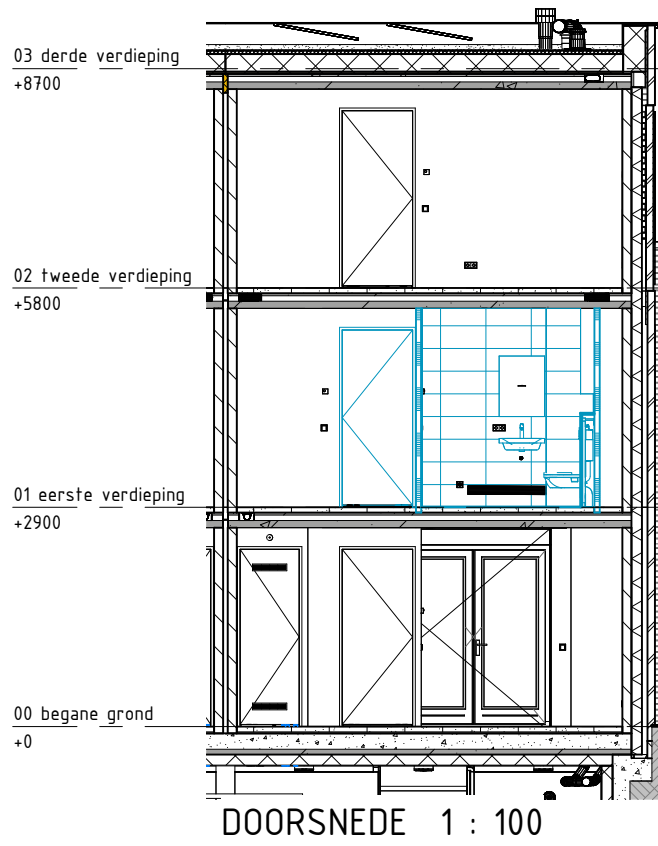 03 derde verdieping
+8700
02 tweede verdieping
+5800
01 eerste verdieping
+2900
00 begane grond
+0
DOORSNEDE 1 : 100